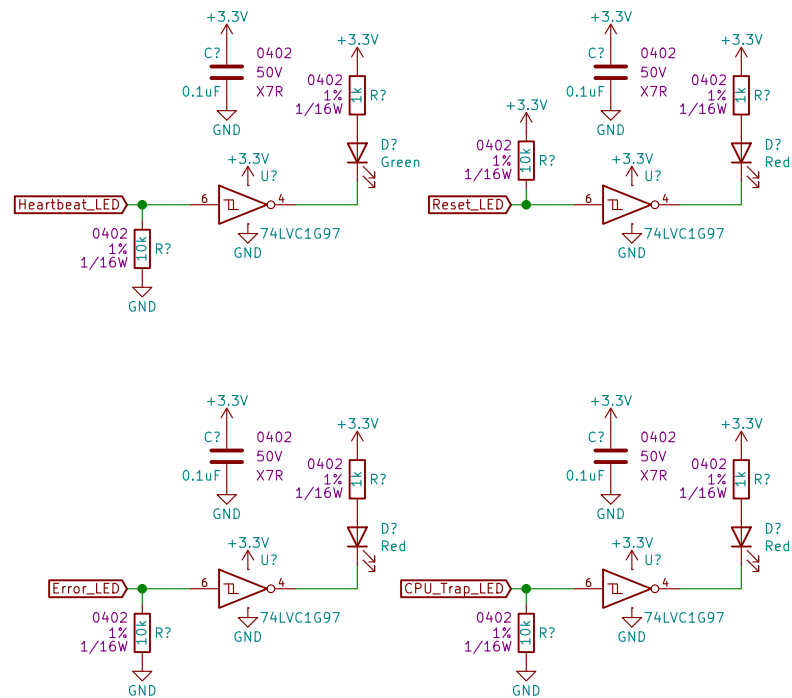 +3.3V
C?
0.1uF
0402
50V
X7R
GND
+3.3V
0402
1%
1/16W
1k
R?
D?
Green
+3.3V
U?
Heartbeat_LED
6
4
GND
74LVC1G97
0402
1%
1/16W
10k
R?
GND
+3.3V
C?
0.1uF
0402
50V
X7R
GND
+3.3V
0402
1%
1/16W
1k
R?
D?
Red
+3.3V
0402
1%
1/16W
10k
R?
+3.3V
U?
Reset_LED
6
4
GND
74LVC1G97
+3.3V
C?
0.1uF
0402
50V
X7R
GND
+3.3V
0402
1%
1/16W
1k
R?
D?
Red
+3.3V
U?
Error_LED
6
4
GND
74LVC1G97
0402
1%
1/16W
10k
R?
GND
+3.3V
C?
0.1uF
0402
50V
X7R
GND
+3.3V
0402
1%
1/16W
1k
R?
D?
Red
+3.3V
U?
CPU_Trap_LED
6
4
GND
74LVC1G97
0402
1%
1/16W
10k
R?
GND